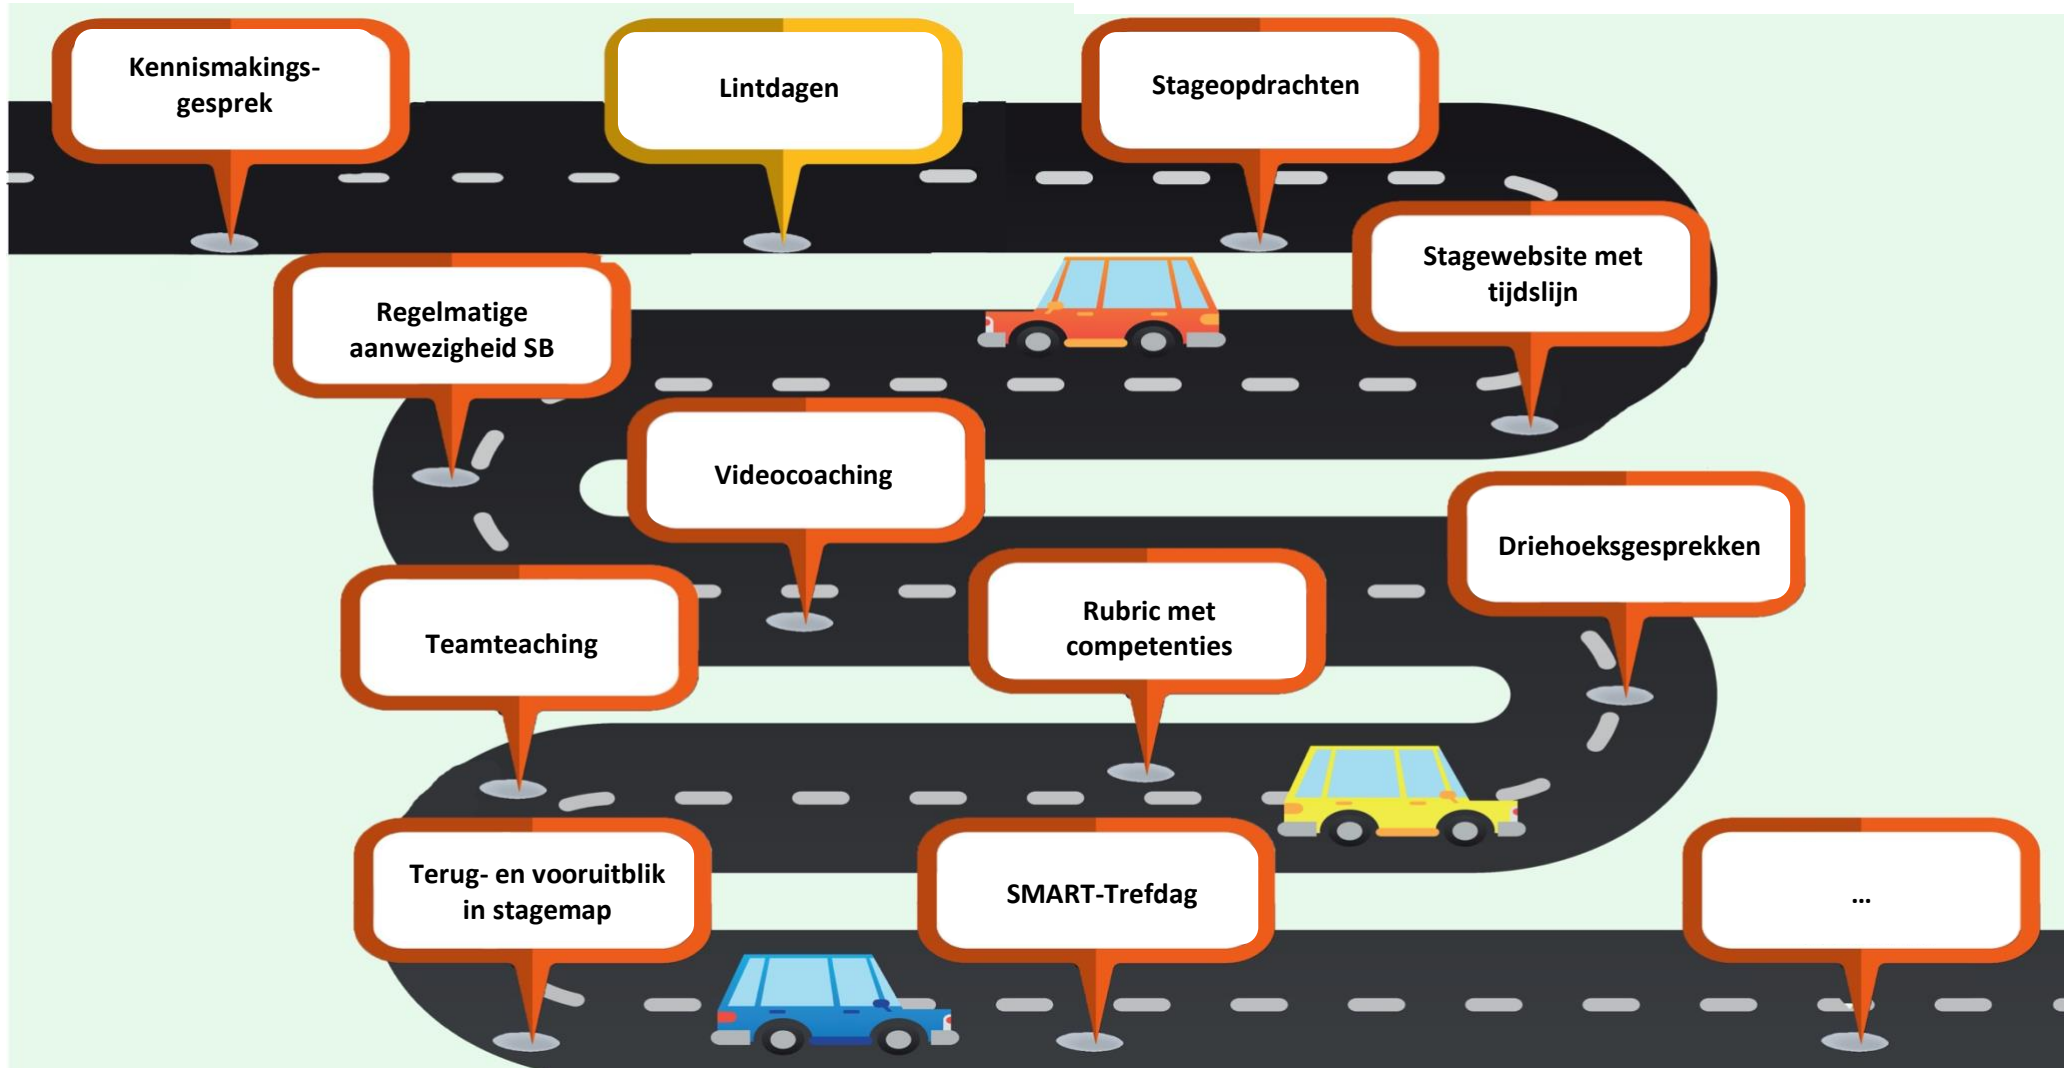 Kennismakings-
gesprek
Lintdagen
Stageopdrachten
Stagewebsite met
tijdslijn
Regelmatige
aanwezigheid SB
Videocoaching
Driehoeksgesprekken
Rubric met
competenties
Teamteaching
Terug- en vooruitblik
in stagemap
SMART-Trefdag
...